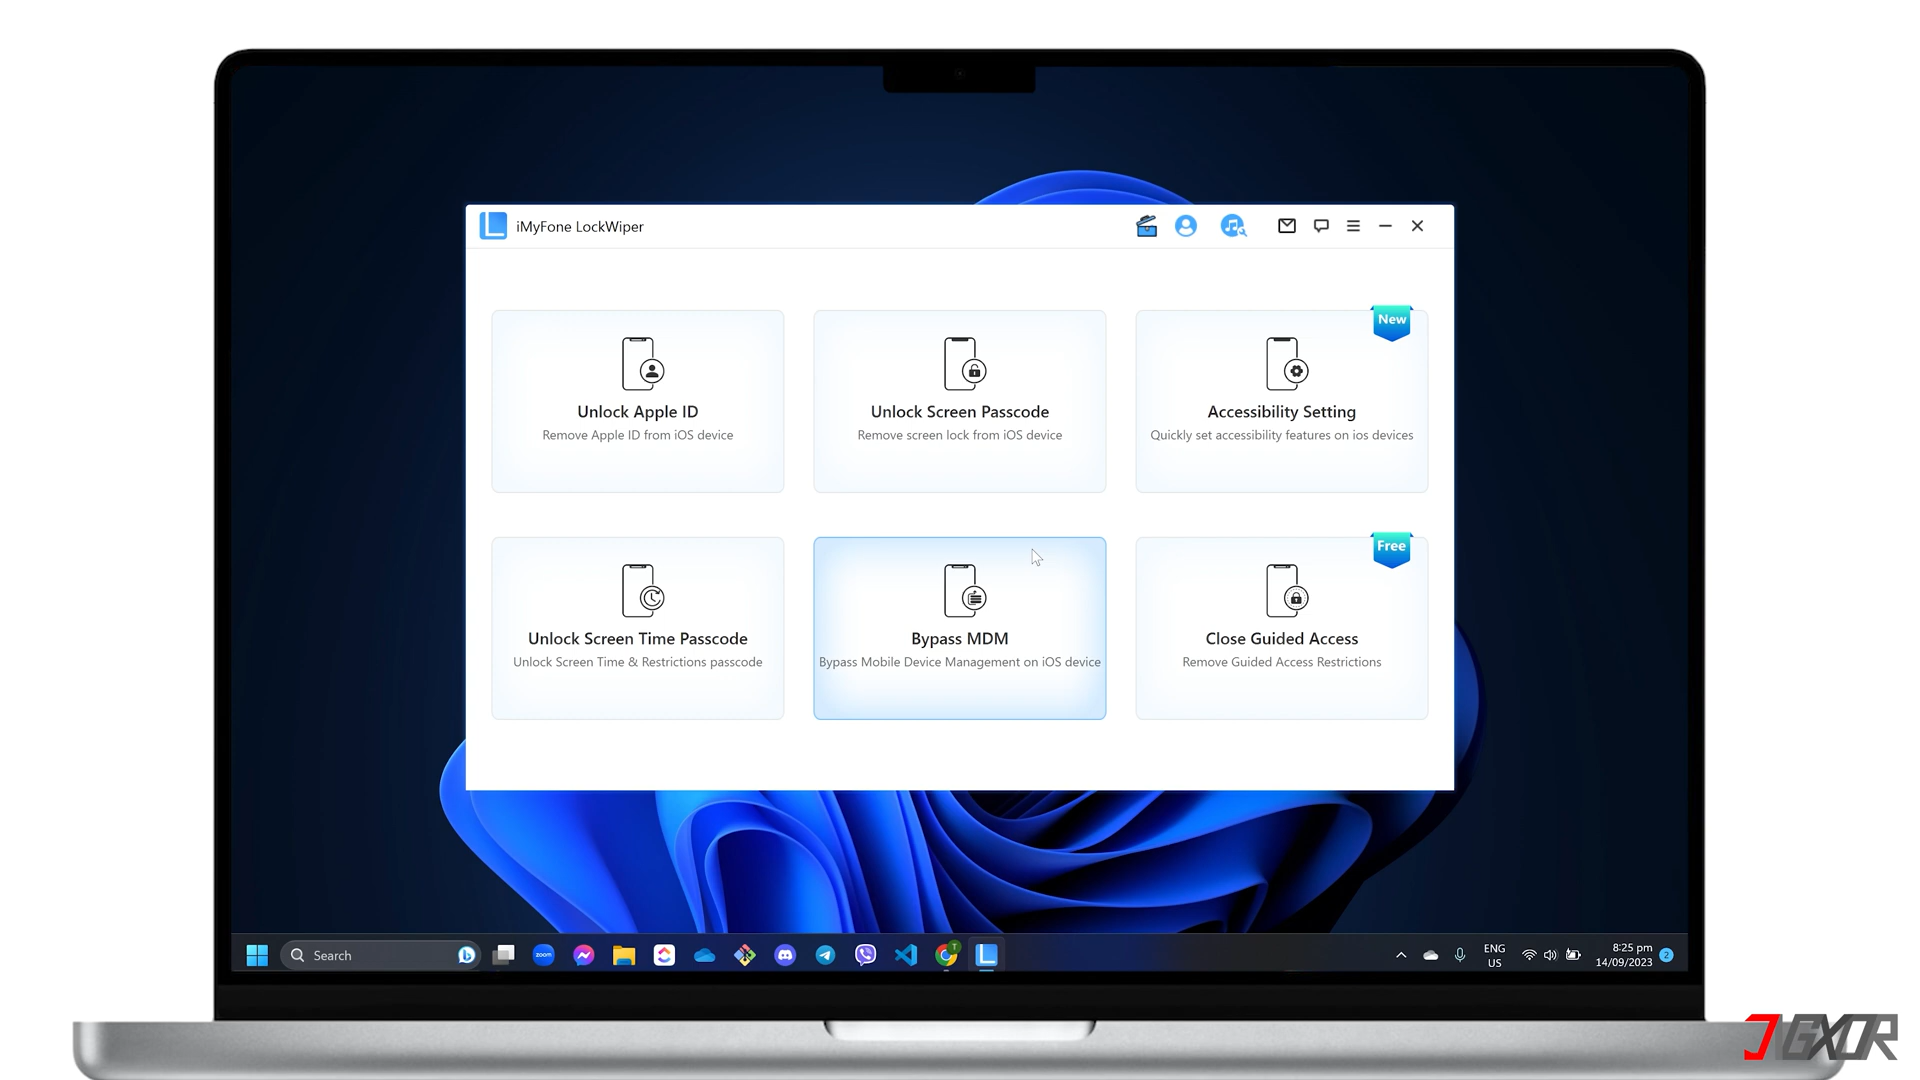 iMyFone LockWiper
New
Unlock Apple ID
Remove Apple ID from iOS device
Unlock Screen Passcode
Remove screen lock from iOS device
Accessibility Setting
Quickly set accessibility features on ios devices
Free
Unlock Screen Time Passcode
Unlock Screen Time & Restrictions passcode
Bypass MDM
Bypass Mobile Device Management on iOS device
Close Guided Access
Remove Guided Access Restrictions
Search
zoom
T
ENG
US
8:25 pm
14/09/2023
2
JGXOR